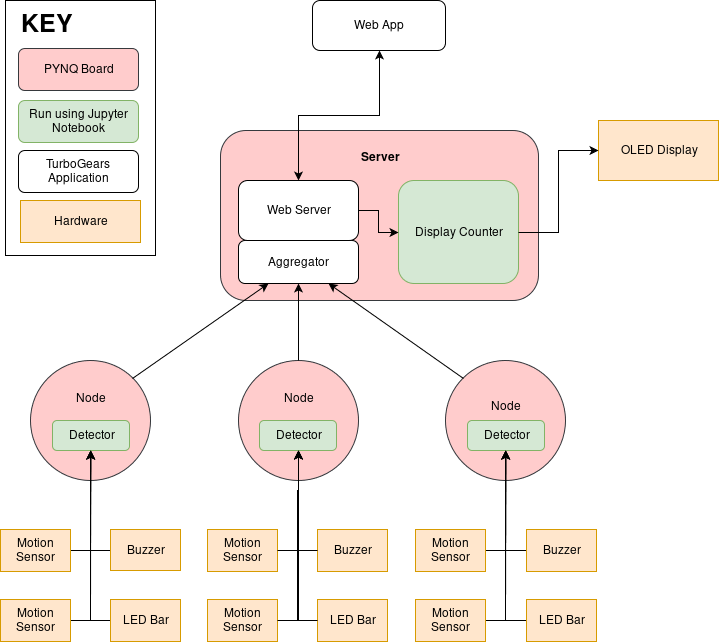 KEY
PYNQ Board
Run using Jupyter
Notebook
TurboGears
Application
Hardware
Web App
Server
Web Server
Aggregator
Display Counter
OLED Display
Node
Detector
Node
Detector
Node
Detector
Motion
Sensor
Buzzer
Motion
Sensor
Buzzer
Motion
Sensor
Buzzer
Motion
Sensor
LED Bar
Motion
Sensor
LED Bar
Motion
Sensor
LED Bar